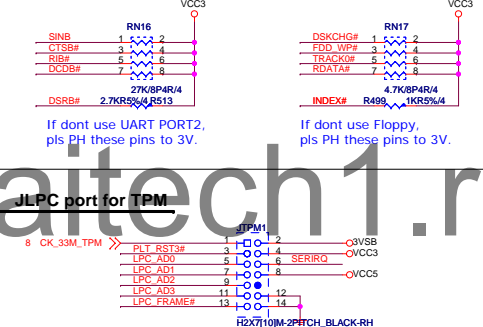 VCC3
RN16
SINB 1 2
CTSB# 3 4
RIB# 5 6
DCDB# 7 8
27K/8P4R/4
DSRB# 2.7KR5%/4 R513
If dont use UART PORT2,
pls PH these pins to 3V.
VCC3
RN17
DSKCHG# 1 2
FDD_WP# 3 4
TRACK0# 5 6
RDATA# 7 8
4.7K/8P4R/4
INDEX# R499 1KR5%/4
If dont use Floppy,
pls PH these pins to 3V.
aitech1.r
JLPC port for TPM
JTPM1
8 CK_33M_TPM 1 2 3VSB
PLT_RST3# 3 4 VCC3
LPC_AD0 5 6 SERIRQ
LPC_AD1 7 8 VCC5
LPC_AD2 9
LPC_AD3 11 12
LPC_FRAME# 13 14
H2X7[10]M-2PITCH_BLACK-RH